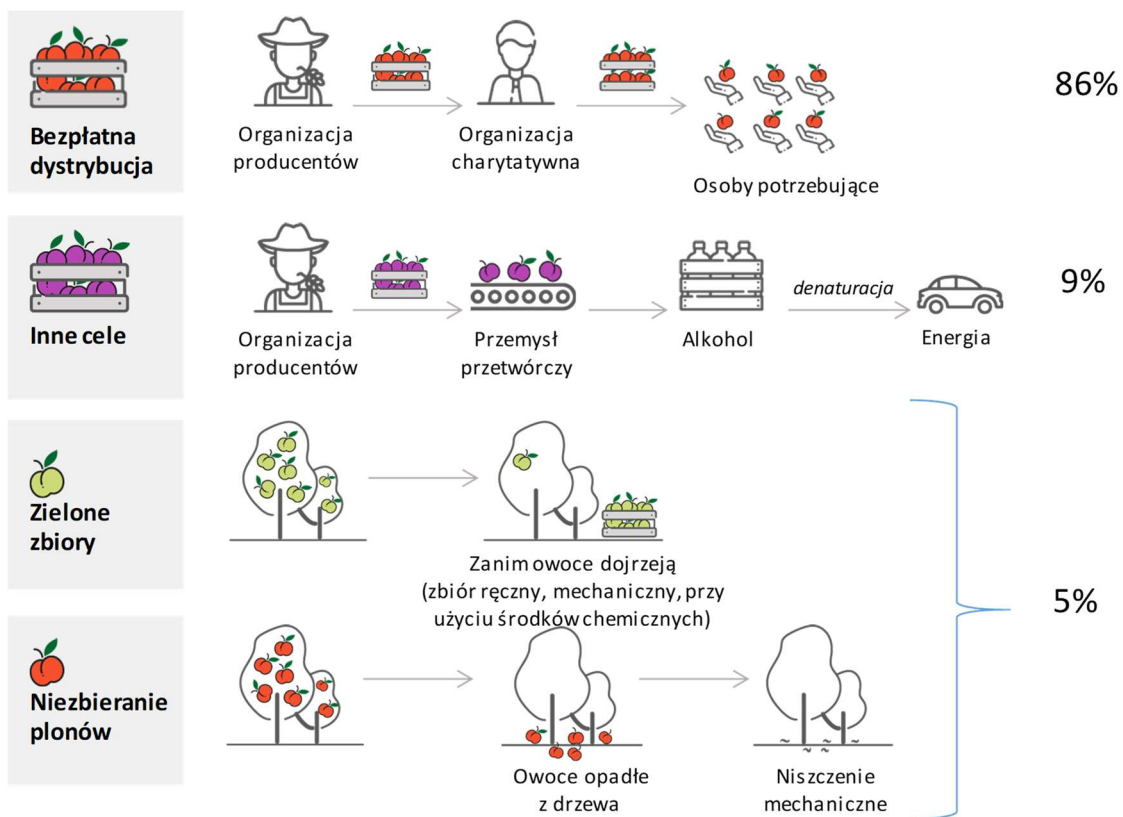 Bezpłatna
dystrybucja
Organizacja
producentów
Organizacja
charytatywna
Osoby potrzebujące
86%
Inne cele
Organizacja
producentów
Przemysł
przetwórczy
Alkohol
denaturacja
Energia
9%
Zielone
zbiory
Zanim owoce dojrzeją
(zbiór ręczny, mechaniczny, przy
użyciu środków chemicznych)
5%
Niezbieranie
plonów
Owoce opadłe
z drzewa
Niszczenie
mechaniczne